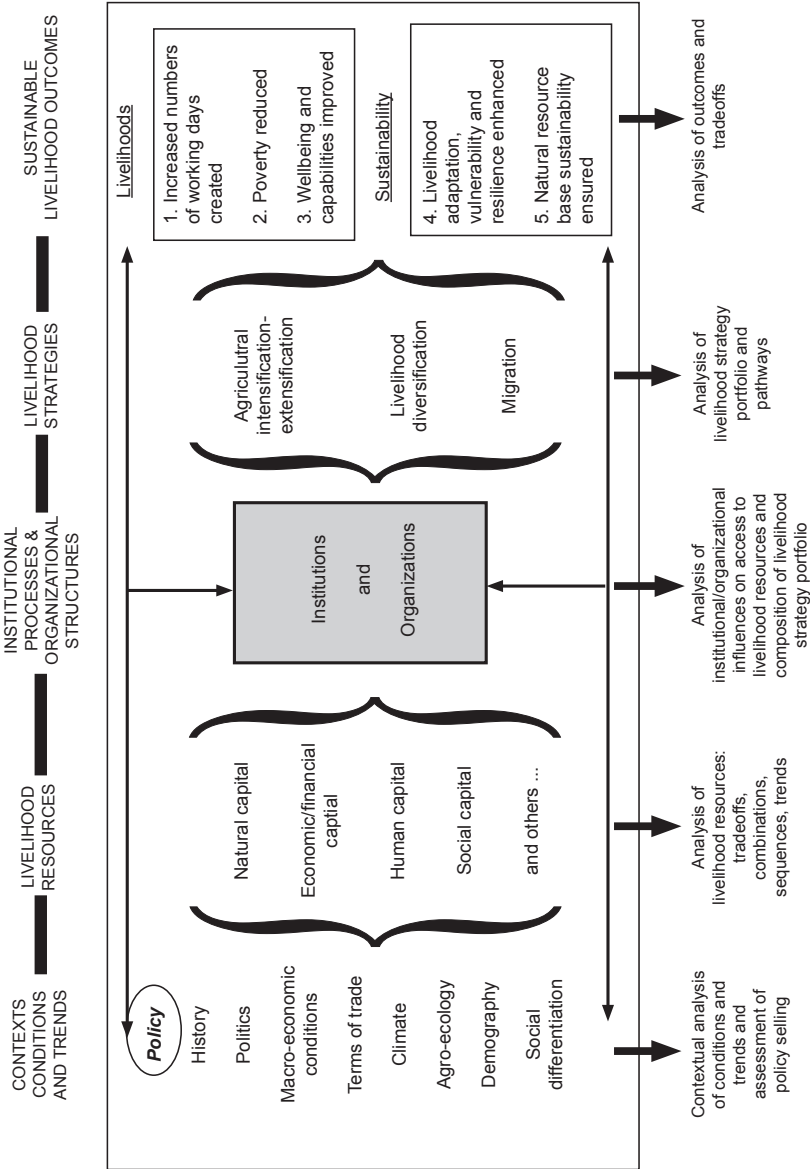 CONTEXTS
CONDITIONS
AND TRENDS
LIVELIHOOD
RESOURCES
INSTITUTIONAL
PROCESSES &
ORGANIZATIONAL
STRUCTURES
LIVELIHOOD
STRATEGIES
SUSTAINABLE
LIVELIHOOD OUTCOMES
Policy
History
Politics
Macro-economic
conditions
Terms of trade
Climate
Agro-ecology
Demography
Social
differentiation
Natural capital
Economic/financial
captial
Human capital
Social capital
and others ...
Institutions
and
Organizations
Agriculutral
intensification-
extensification
Livelihood
diversification
Migration
Livelihoods
1. Increased numbers
of working days
created
2. Poverty reduced
3. Wellbeing and
capabilities improved
Sustainability
4. Livelihood
adaptation,
vulnerability and
resilience enhanced
5. Natural resource
base sustainability
ensured
Contextual analysis
of conditions and
trends and
assessment of
policy selling
Analysis of
livelihood resources:
tradeoffs,
combinations,
sequences, trends
Analysis of
institutional/organizational
influences on access to
livelihood resources and
composition of livelihood
strategy portfolio
Analysis of
livelihood strategy
portfolio and
pathways
Analysis of outcomes and
tradeoffs